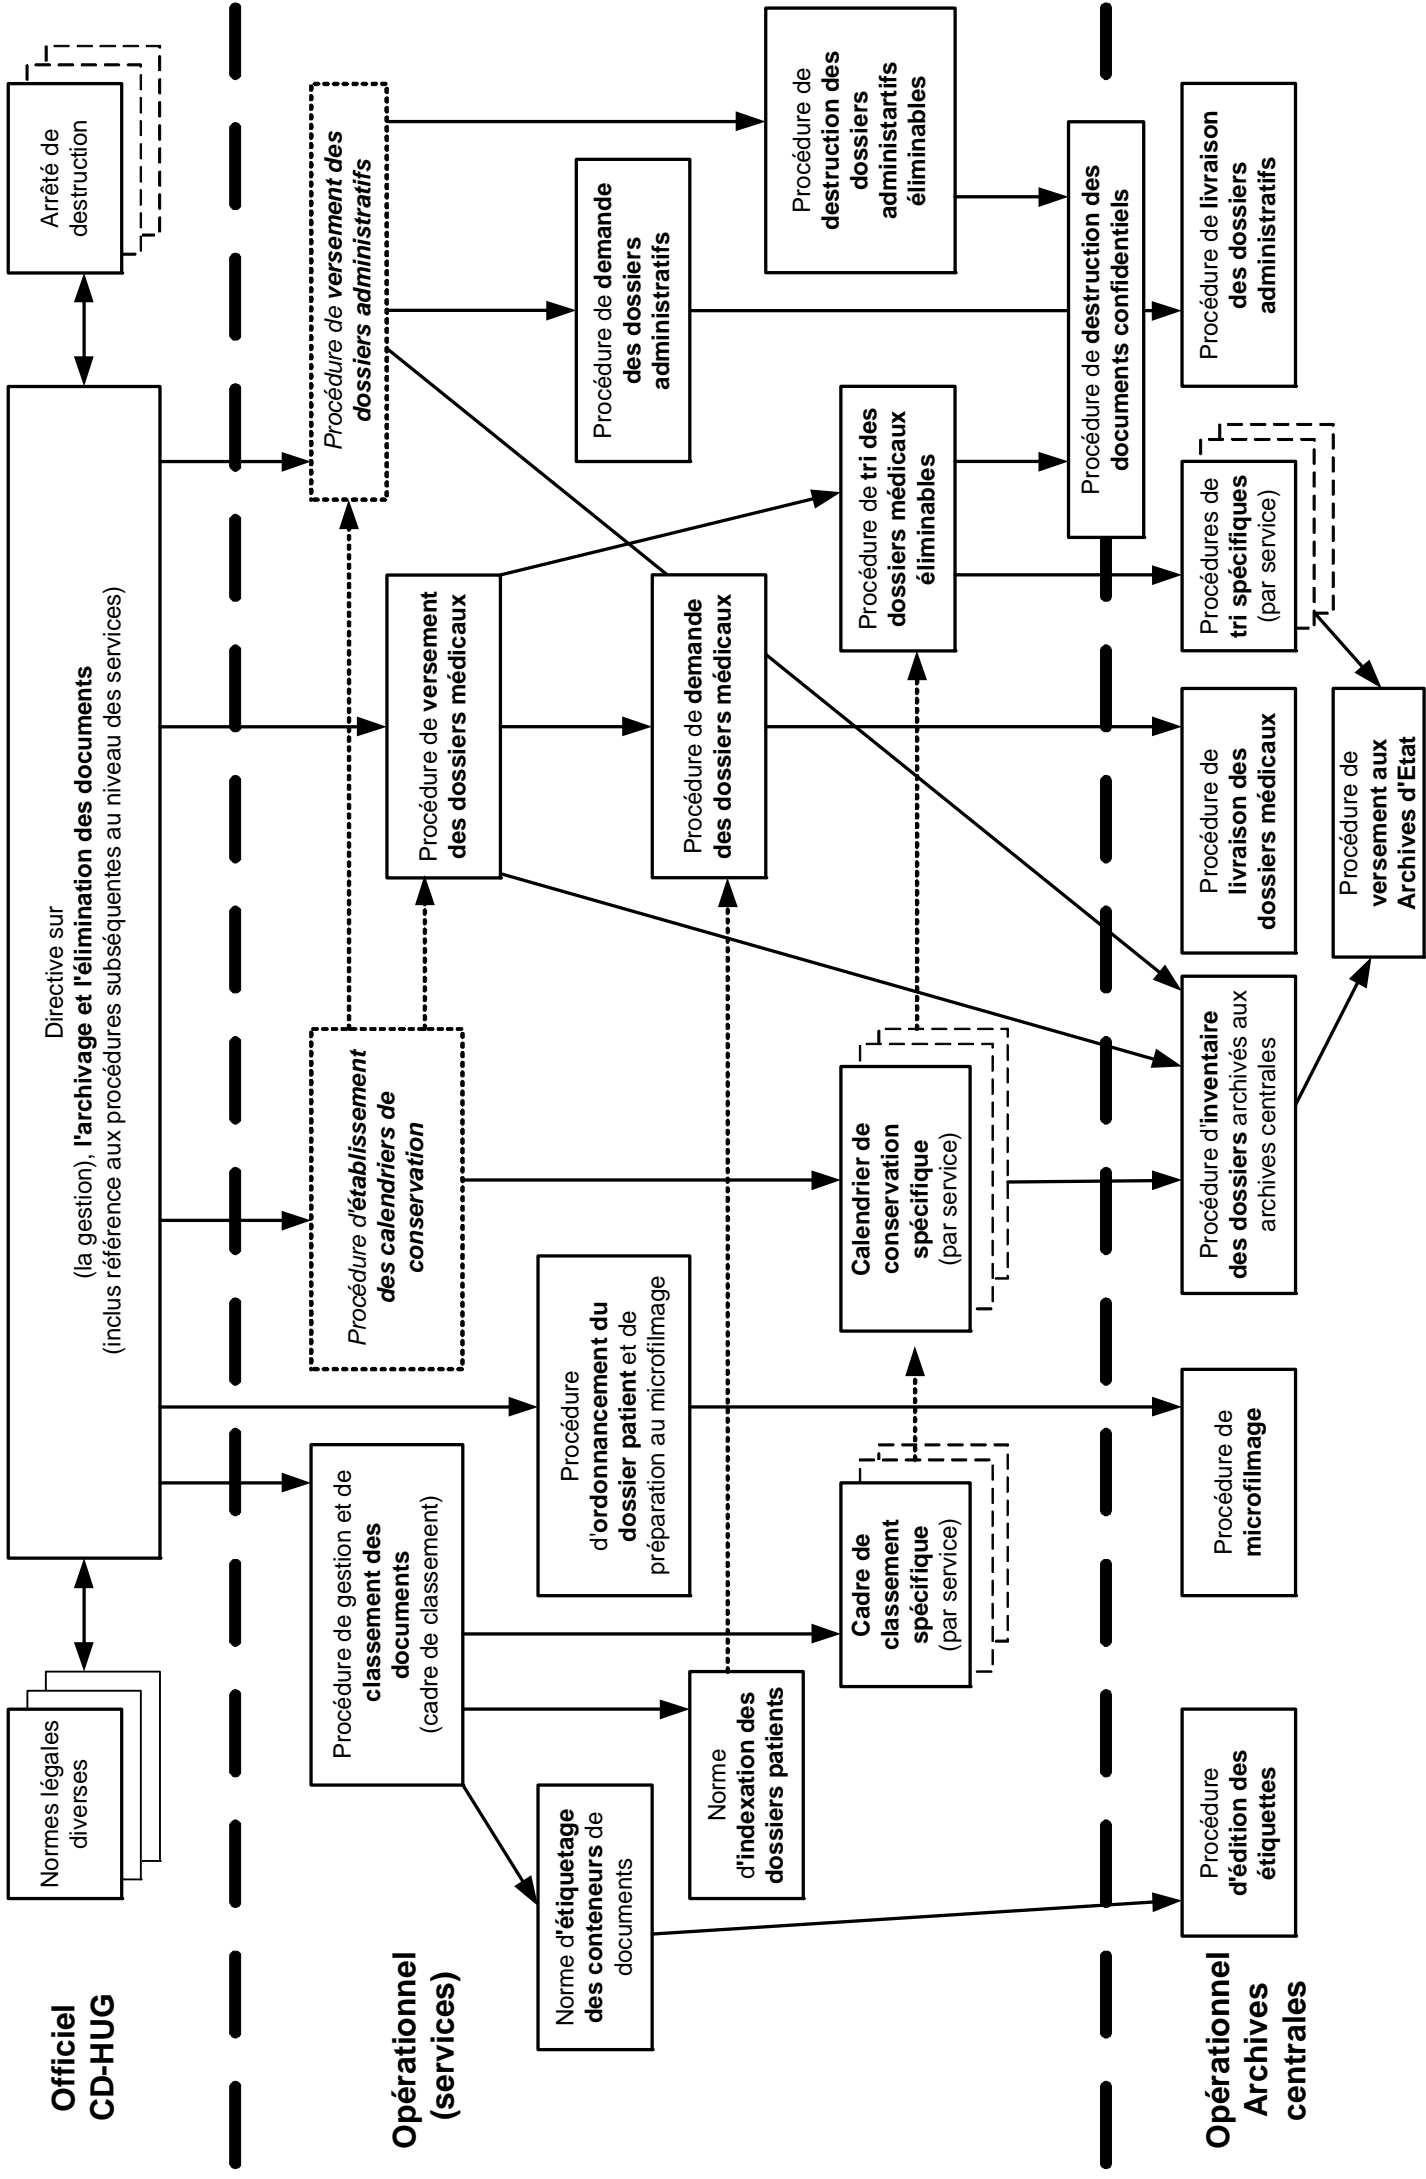 Officiel
CD-HUG
Normes légales
diverses
Directive sur
(la gestion), l'archivage et l'élimination des documents
(inclus référence aux procédures subséquentes au niveau des services)
Arrêté de
destruction
Opérationnel
(services)
Procédure de gestion et de
classement des
documents
(cadre de classement)
Procédure d'établissement
des calendriers de
conservation
Procédure de versement des
dossiers administratifs
Procédure de versement
des dossiers médicaux
Norme d'étiquetage
des conteneurs de
documents
Procédure
d'ordonnancement du
dossier patient et de
préparation au microfilmage
Procédure de demande
des dossiers
administratifs
Norme
d'indexation des
dossiers patients
Procédure de demande
des dossiers médicaux
Procédure de
destruction des
dossiers
administartifs
éliminables
Cadre de
classement
spécifique
(par service)
Calendrier de
conservation
spécifique
(par service)
Procédure de tri des
dossiers médicaux
éliminables
Procédure de destruction des
documents confidentiels
Opérationnel
Archives
centrales
Procédure
d'édition des
étiquettes
Procédure de
microfilmage
Procédure d'inventaire
des dossiers archivés aux
archives centrales
Procédure de
livraison des
dossiers médicaux
Procédures de
tri spécifiques
(par service)
Procédure de livraison
des dossiers
administratifs
Procédure de
versement aux
Archives d'Etat